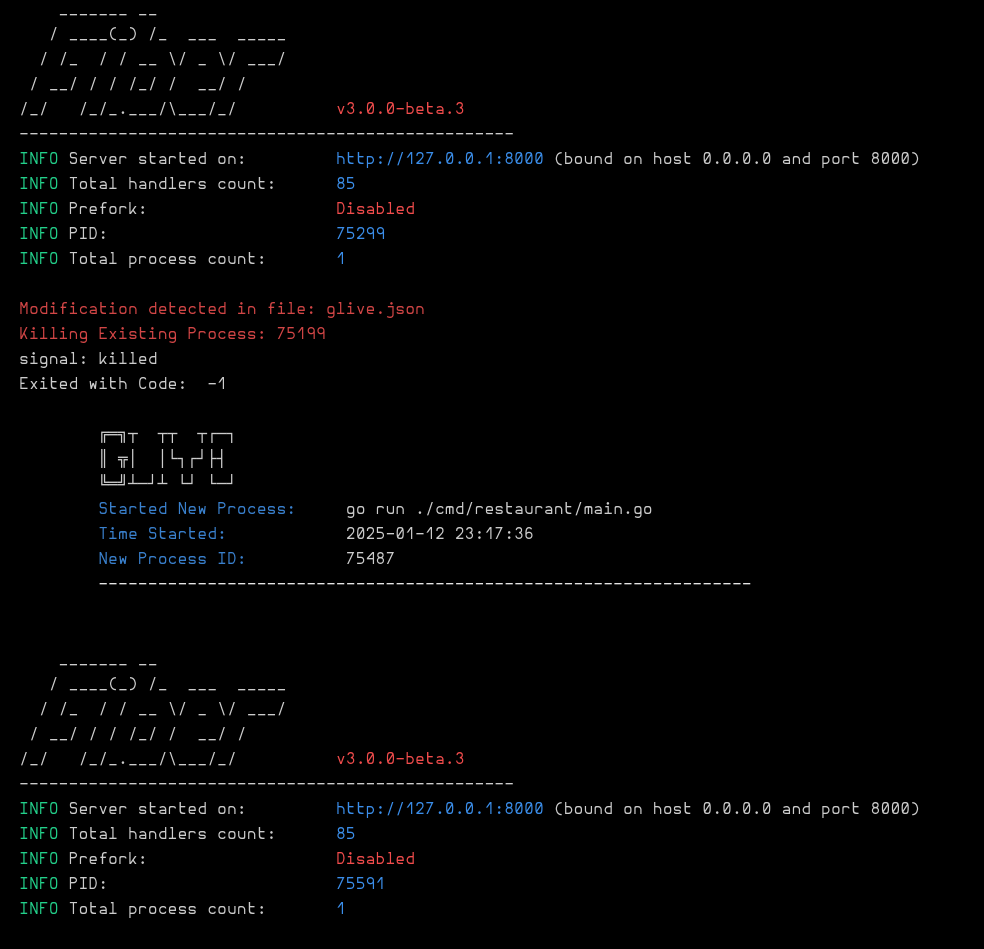 _______ __
   / ____(_) /_  ___  _____
  / /_  / / __ \/ _ \/ ___/
 / __/ / / /_/ /  __/ /
/_/   /_/_.___/\___/_/          v3.0.0-beta.3
--------------------------------------------------
INFO Server started on:         http://127.0.0.1:8000 (bound on host 0.0.0.0 and port 8000)
INFO Total handlers count:      85
INFO Prefork:                   Disabled
INFO PID:                       75299
INFO Total process count:       1
Modification detected in file: glive.json
Killing Existing Process: 75199
signal: killed
Exited with Code:  -1
        ╔═╗┬  ┬┬  ┬┌─┐
        ║ ╦│  │└┐┌┘├┤
        ╚═╝┴─┘┴ └┘ └─┘
        Started New Process:     go run ./cmd/restaurant/main.go
        Time Started:            2025-01-12 23:17:36
        New Process ID:          75487
        ------------------------------------------------------------------
    _______ __
   / ____(_) /_  ___  _____
  / /_  / / __ \/ _ \/ ___/
 / __/ / / /_/ /  __/ /
/_/   /_/_.___/\___/_/          v3.0.0-beta.3
--------------------------------------------------
INFO Server started on:         http://127.0.0.1:8000 (bound on host 0.0.0.0 and port 8000)
INFO Total handlers count:      85
INFO Prefork:                   Disabled
INFO PID:                       75591
INFO Total process count:       1